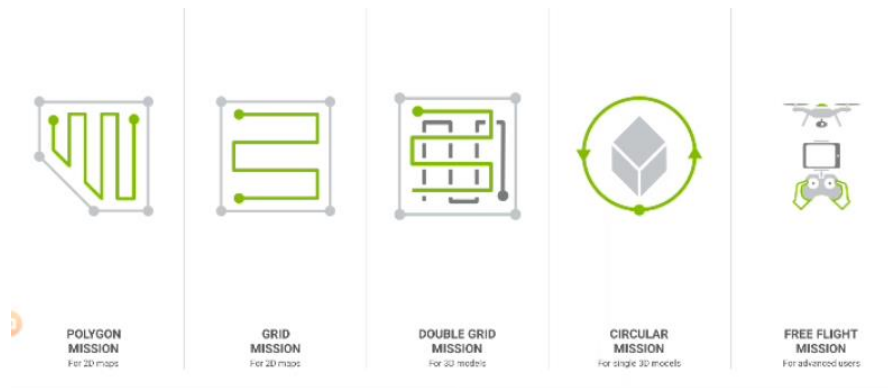 POLYGON
MISSION
For 2D maps
GRID
MISSION
For 2D maps
DOUBLE GRID
MISSION
For 3D models
CIRCULAR
MISSION
For single 3D models
FREE FLIGHT
MISSION
For advanced users